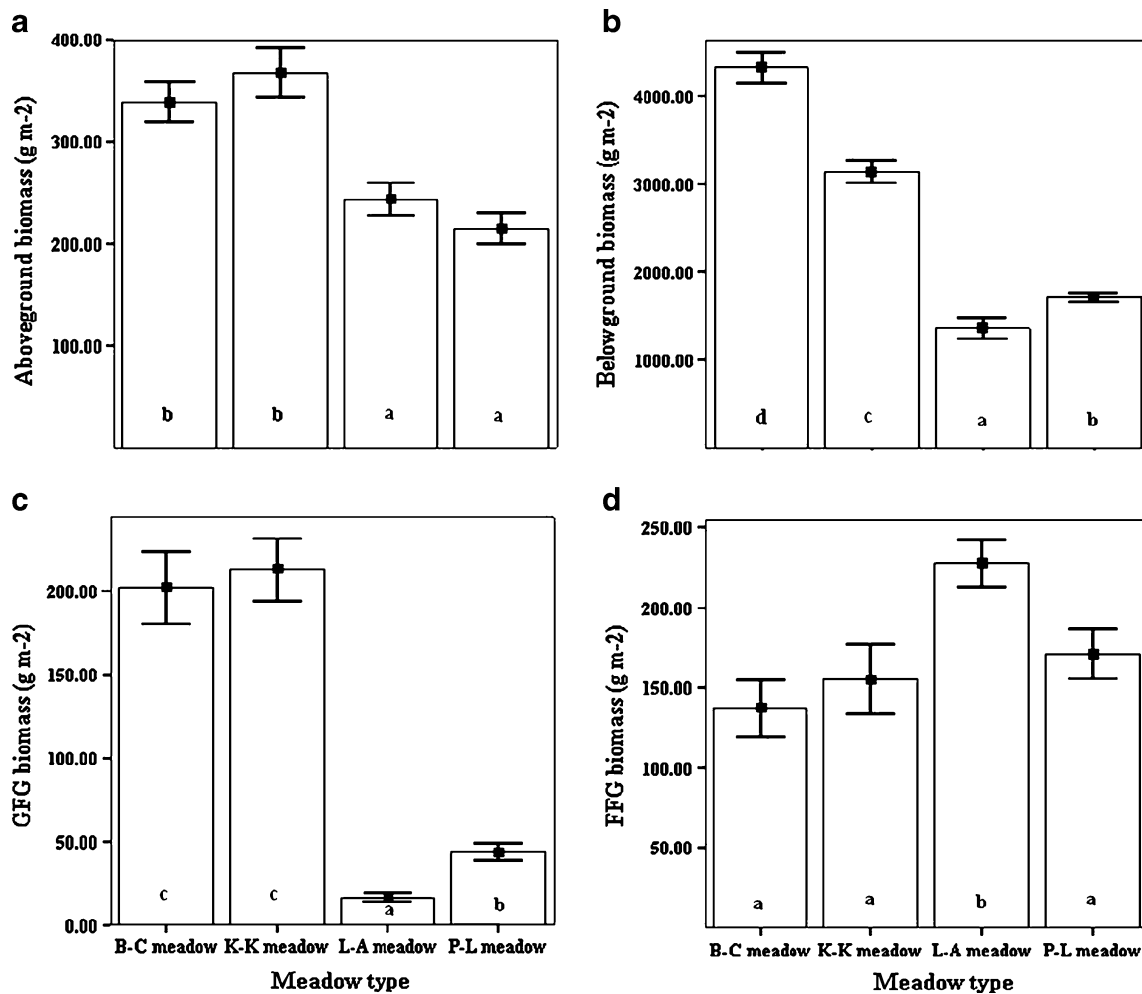 a
Aboveground biomass (g m-2)
400.00
300.00
200.00
100.00
b
b
a
a
b
Belowground biomass (g m-2)
4000.00
3000.00
2000.00
1000.00
d
c
a
b
c
GFG biomass (g m-2)
200.00
150.00
100.00
50.00
0.00
c
c
a
b
B-C meadow K-K meadow L-A meadow P-L meadow
Meadow type
d
FFG biomass (g m-2)
250.00
200.00
150.00
100.00
50.00
a
a
b
a
B-C meadow K-K meadow L-A meadow P-L meadow
Meadow type